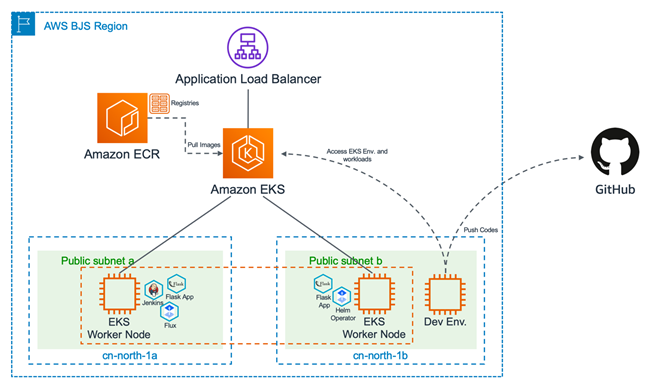 AWS BJS Region
Application Load Balancer
Registries
Amazon ECR
Pull Images
Amazon EKS
Access EKS Env. and
workloads
GitHub
Push Codes
Public subnet a
Jenkins
Flask
Flask App
Flux
EKS
Worker Node
cn-north-1a
Public subnet b
Flask
Flask
App
Helm
Operator
EKS
Worker Node
Dev Env.
cn-north-1b